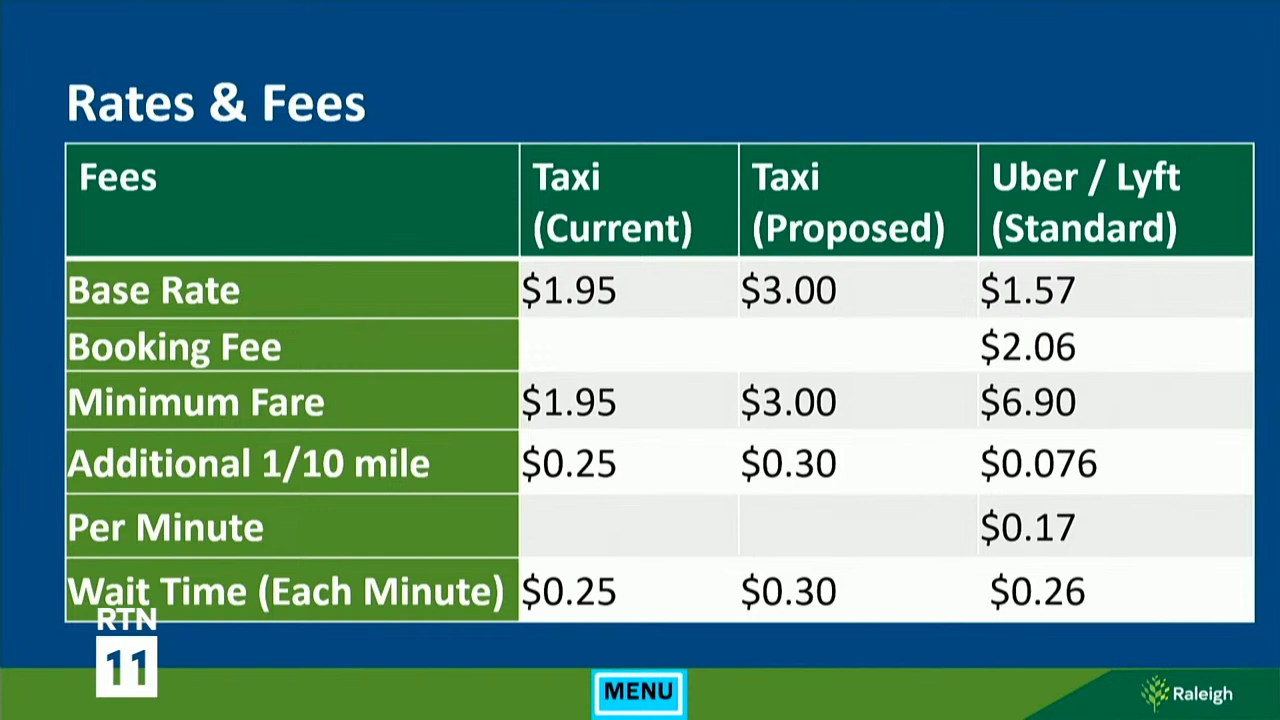 Rates & Fees
Fees Taxi (Current) Taxi (Proposed) Uber / Lyft (Standard)
Base Rate $1.95 $3.00 $1.57
Booking Fee $2.06
Minimum Fare $1.95 $3.00 $6.90
Additional 1/10 mile $0.25 $0.30 $0.076
Per Minute $0.17
Wait Time (Each Minute) $0.25 $0.30 $0.26
RTN
11
MENU
Raleigh